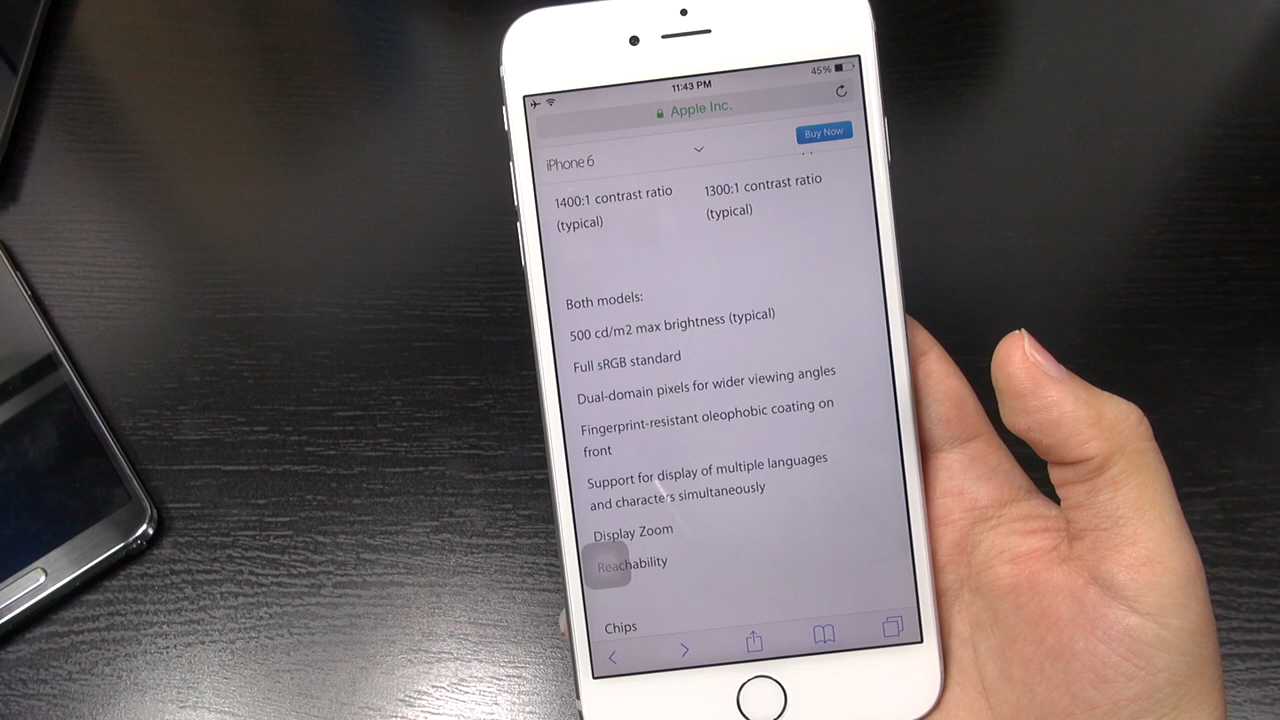 11:43 PM
45%
Apple Inc.
iPhone 6
Buy Now
1400:1 contrast ratio
(typical)
1300:1 contrast ratio
(typical)
Both models:
500 cd/m2 max brightness (typical)
Full sRGB standard
Dual-domain pixels for wider viewing angles
Fingerprint-resistant oleophobic coating on
front
Support for display of multiple languages
and characters simultaneously
Display Zoom
Reachability
Chips